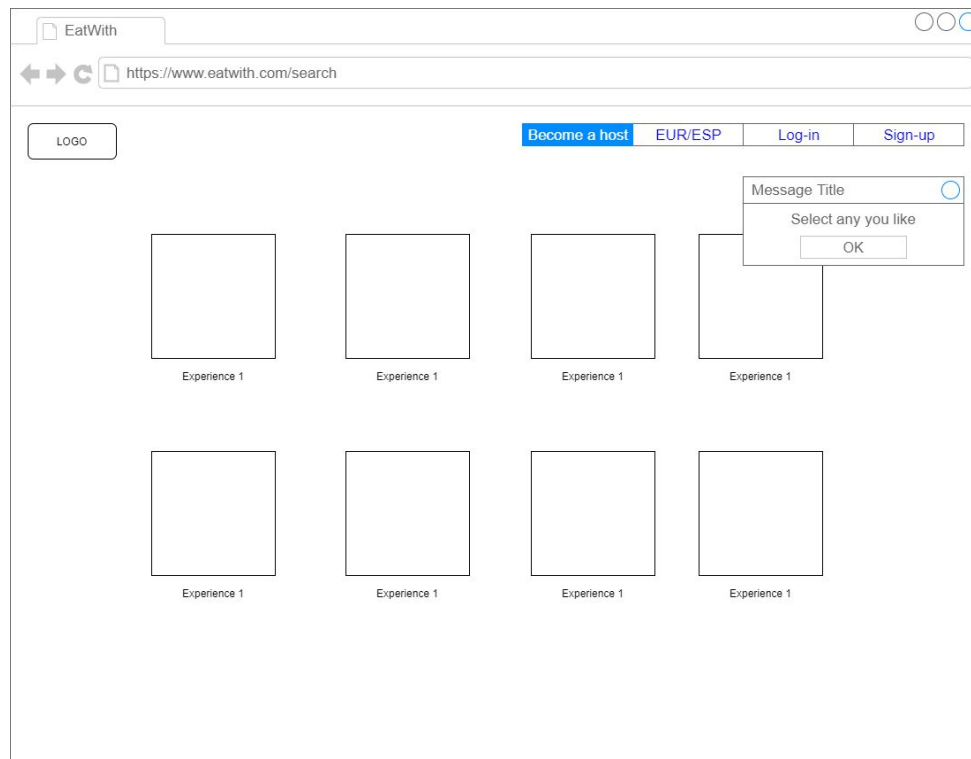 EatWith
https://www.eatwith.com/search
LOGO
Become a host EUR/ESP Log-in Sign-up
Message Title
Select any you like
OK
Experience 1 Experience 1 Experience 1 Experience 1
Experience 1 Experience 1 Experience 1 Experience 1